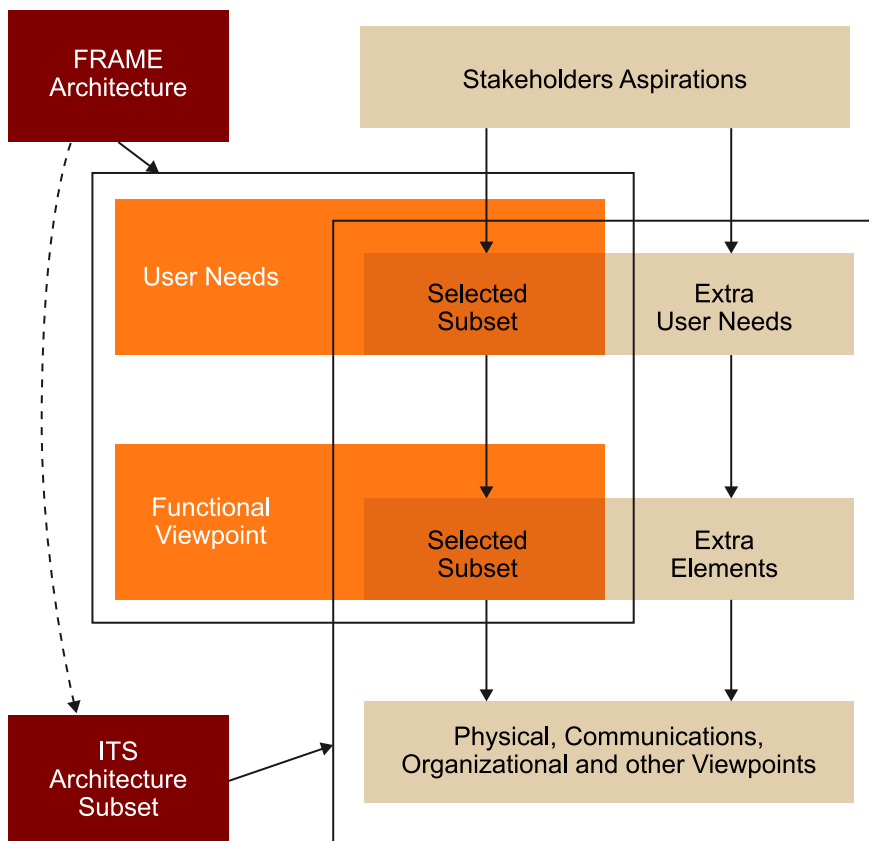 FRAME
Architecture
Stakeholders Aspirations
User Needs
Selected
Subset
Extra
User Needs
Functional
Viewpoint
Selected
Subset
Extra
Elements
ITS
Architecture
Subset
Physical, Communications,
Organizational and other Viewpoints